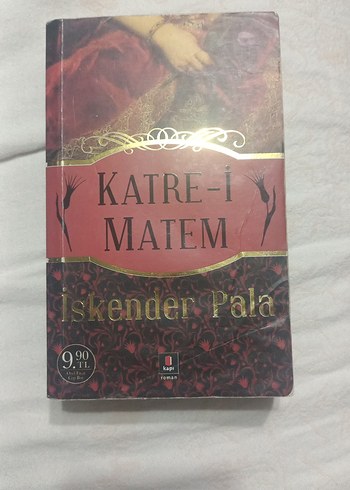 KATRE-İ
MATEM
İskender Pala
9.90
TL
kapı
roman